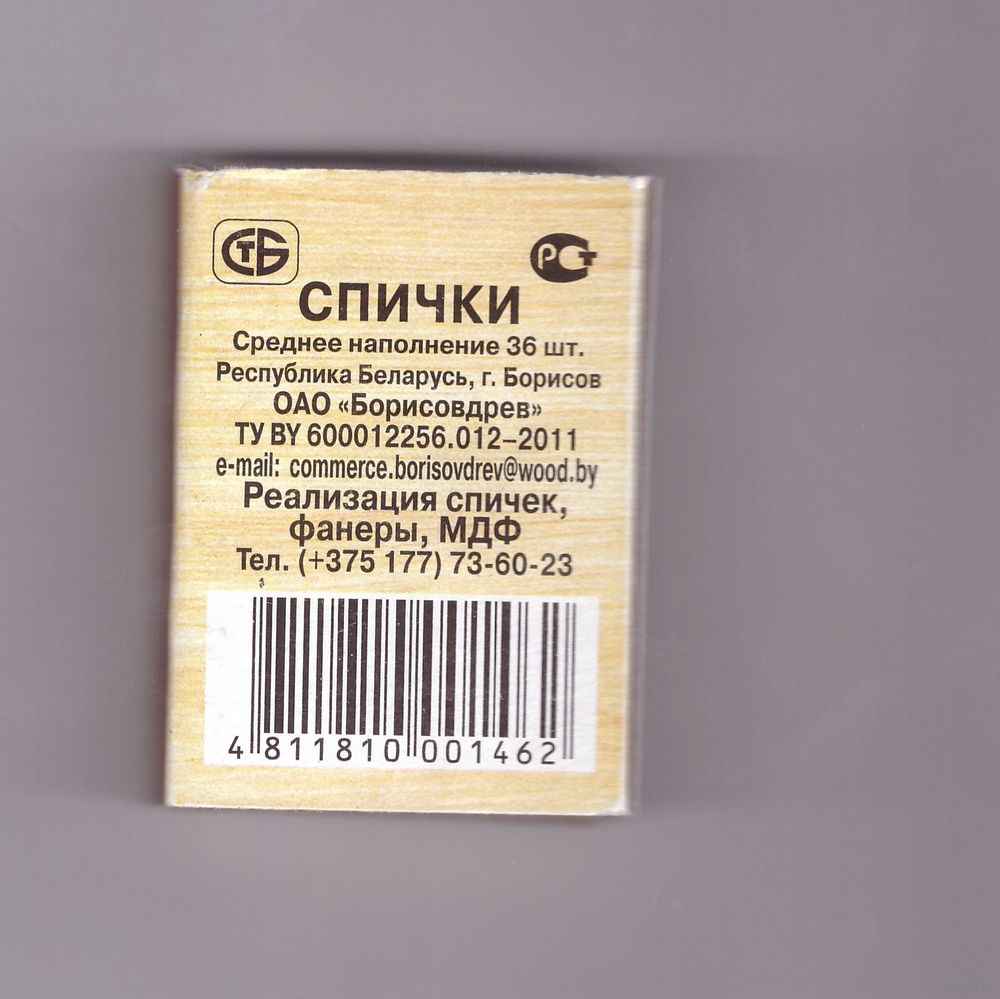 СТБ
РСТ
СПИЧКИ
Среднее наполнение 36 шт.
Республика Беларусь, г. Борисов
ОАО «Борисовдрев»
ТУ BY 600012256.012–2011
e-mail: commerce.borisovdrev@wood.by
Реализация спичек,
фанеры, МДФ
Тел. (+375 177) 73-60-23
4 811810 001462